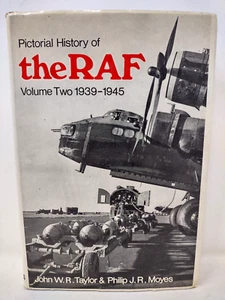 Pictorial History of
the RAF
Volume Two 1939-1945
John W.R. Taylor & Philip J.R. Moyes